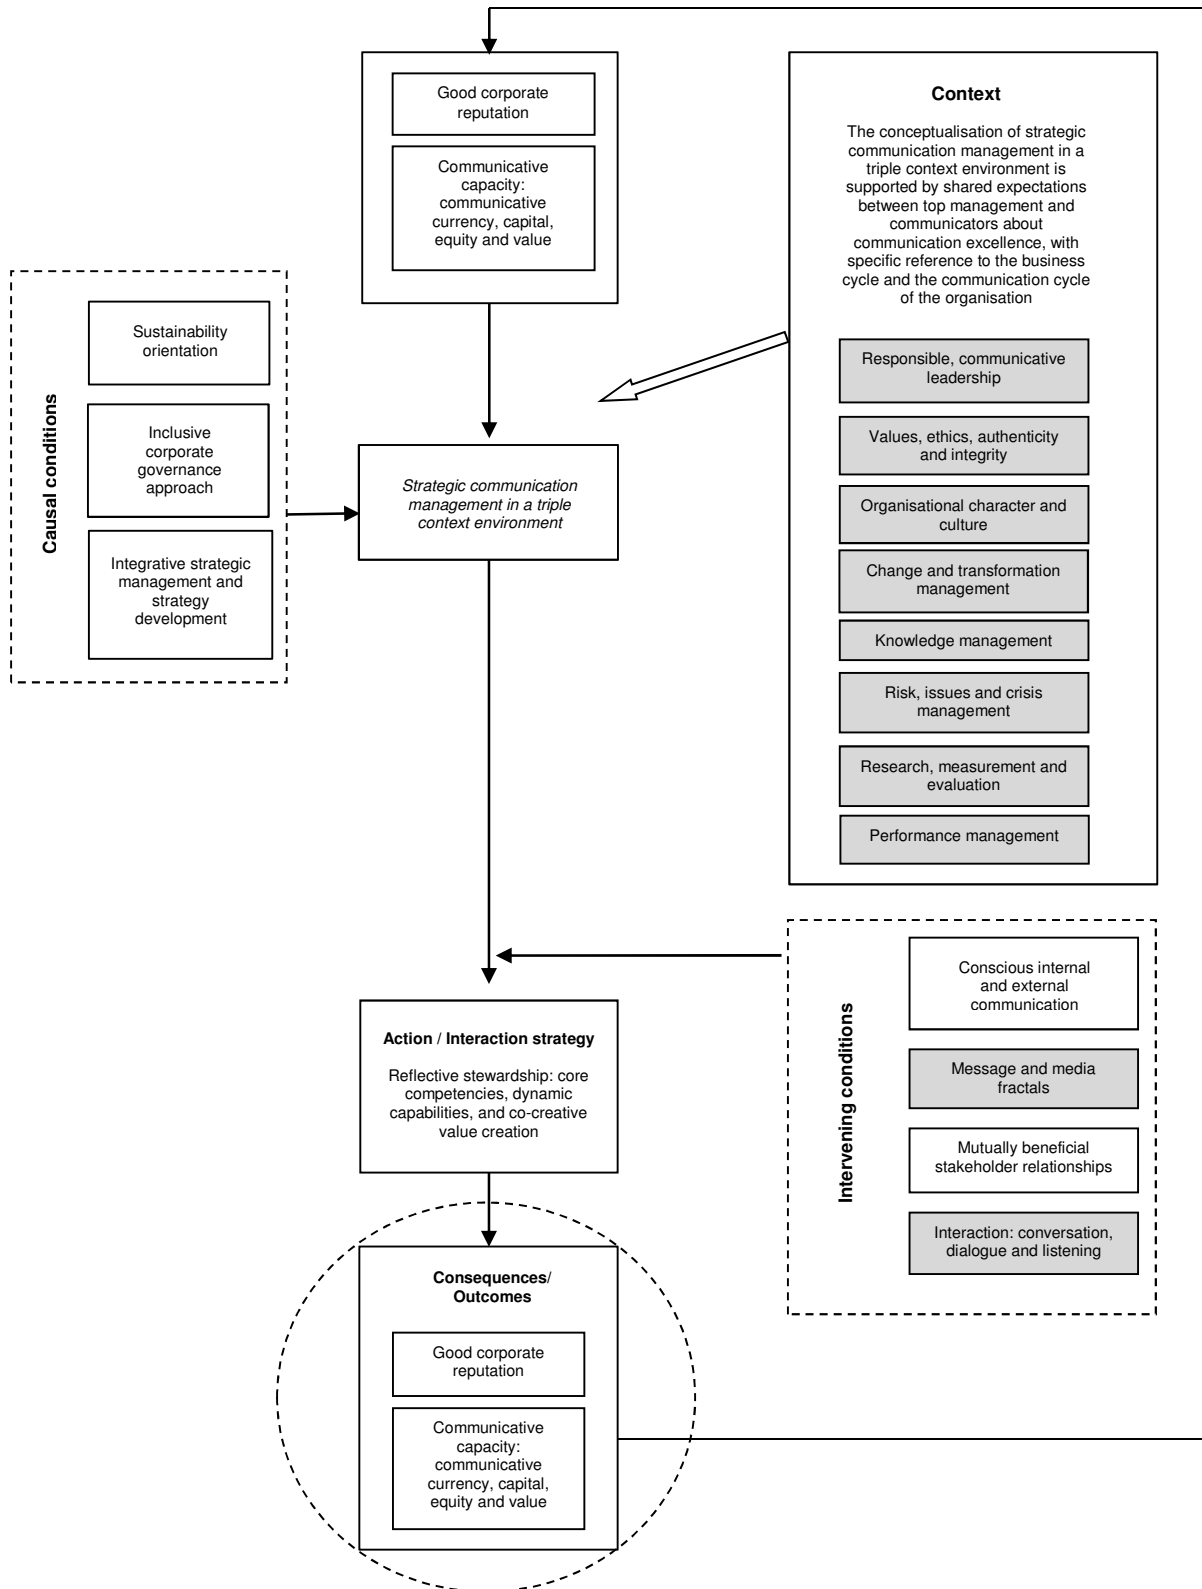 Good corporate
reputation
Communicative
capacity:
communicative
currency, capital,
equity and value
Context
The conceptualisation of strategic
communication management in a
triple context environment is
supported by shared expectations
between top management and
communicators about
communication excellence, with
specific reference to the business
cycle and the communication cycle
of the organisation
Responsible, communicative
leadership
Values, ethics, authenticity
and integrity
Organisational character and
culture
Change and transformation
management
Knowledge management
Risk, issues and crisis
management
Research, measurement and
evaluation
Performance management
Causal conditions
Sustainability
orientation
Inclusive
corporate
governance
approach
Integrative strategic
management and
strategy
development
Strategic communication
management in a triple
context environment
Intervening conditions
Conscious internal
and external
communication
Message and media
fractals
Mutually beneficial
stakeholder relationships
Interaction: conversation,
dialogue and listening
Action / Interaction strategy
Reflective stewardship: core
competencies, dynamic
capabilities, and co-creative
value creation
Consequences/
Outcomes
Good corporate
reputation
Communicative
capacity:
communicative
currency, capital,
equity and value